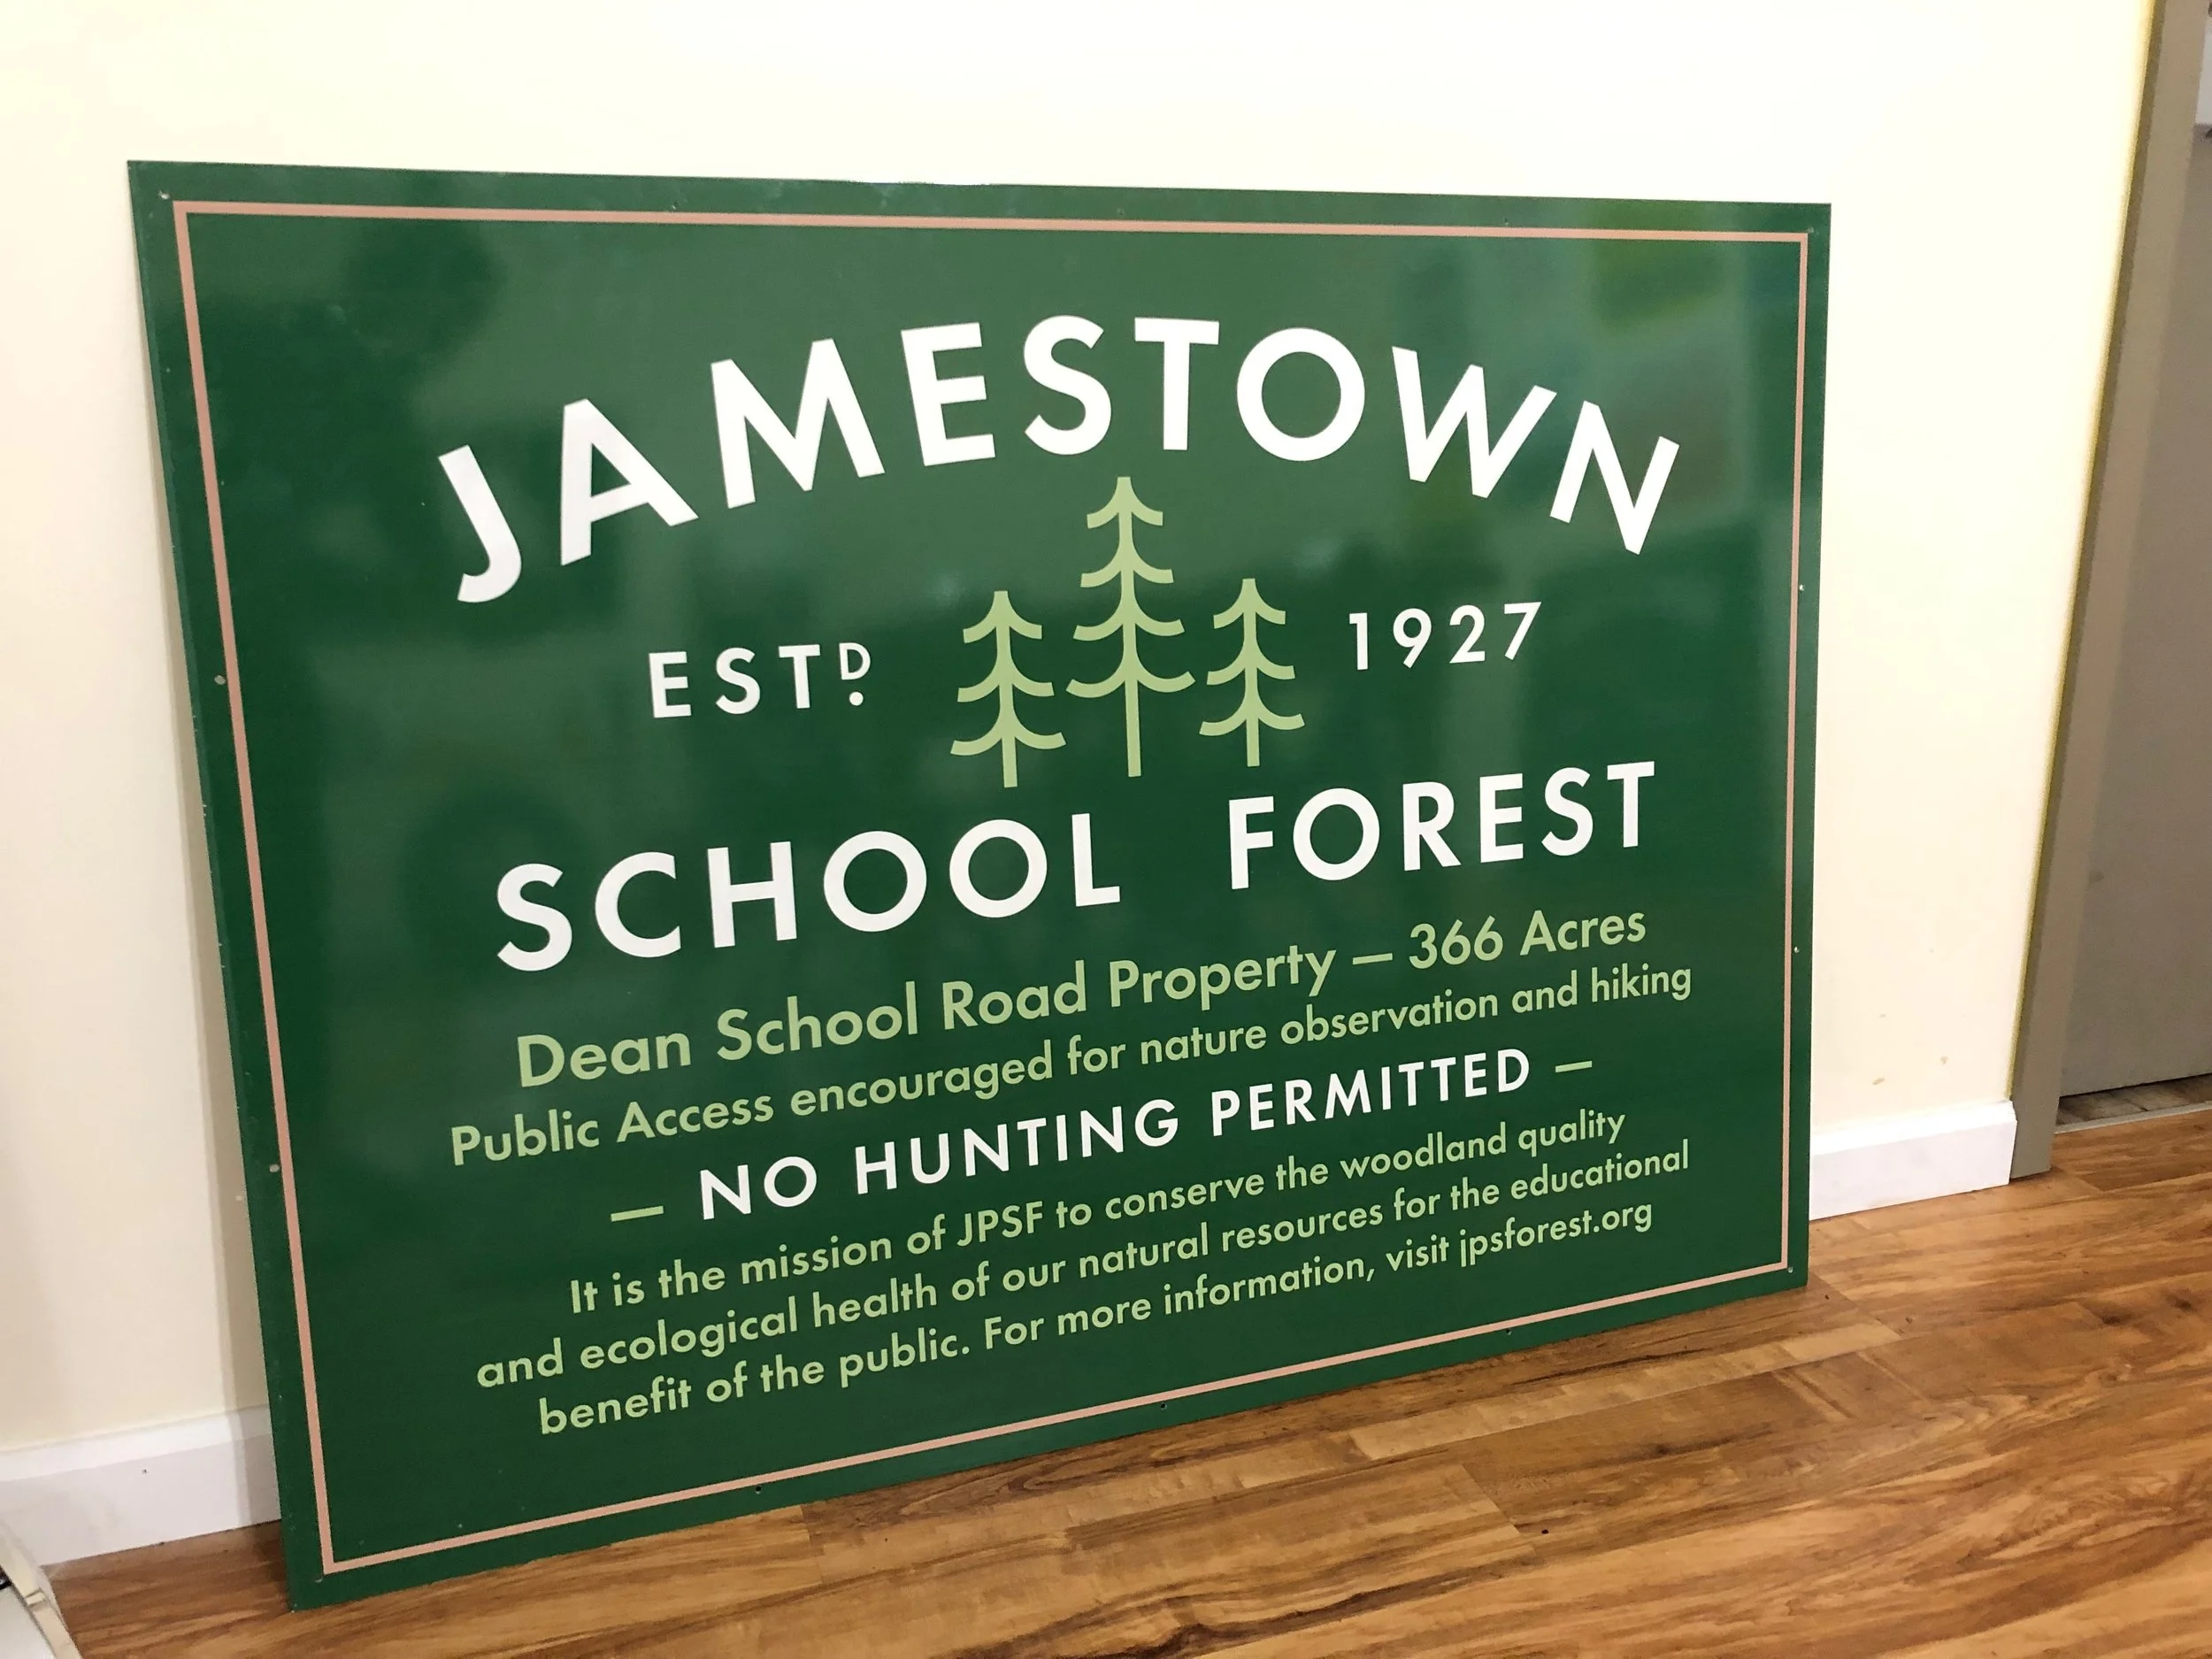 JAMESTOWN
ESTD. 1927
SCHOOL FOREST
Dean School Road Property — 366 Acres
Public Access encouraged for nature observation and hiking
— NO HUNTING PERMITTED —
It is the mission of JPSF to conserve the woodland quality
and ecological health of our natural resources for the educational
benefit of the public. For more information, visit jpsforest.org